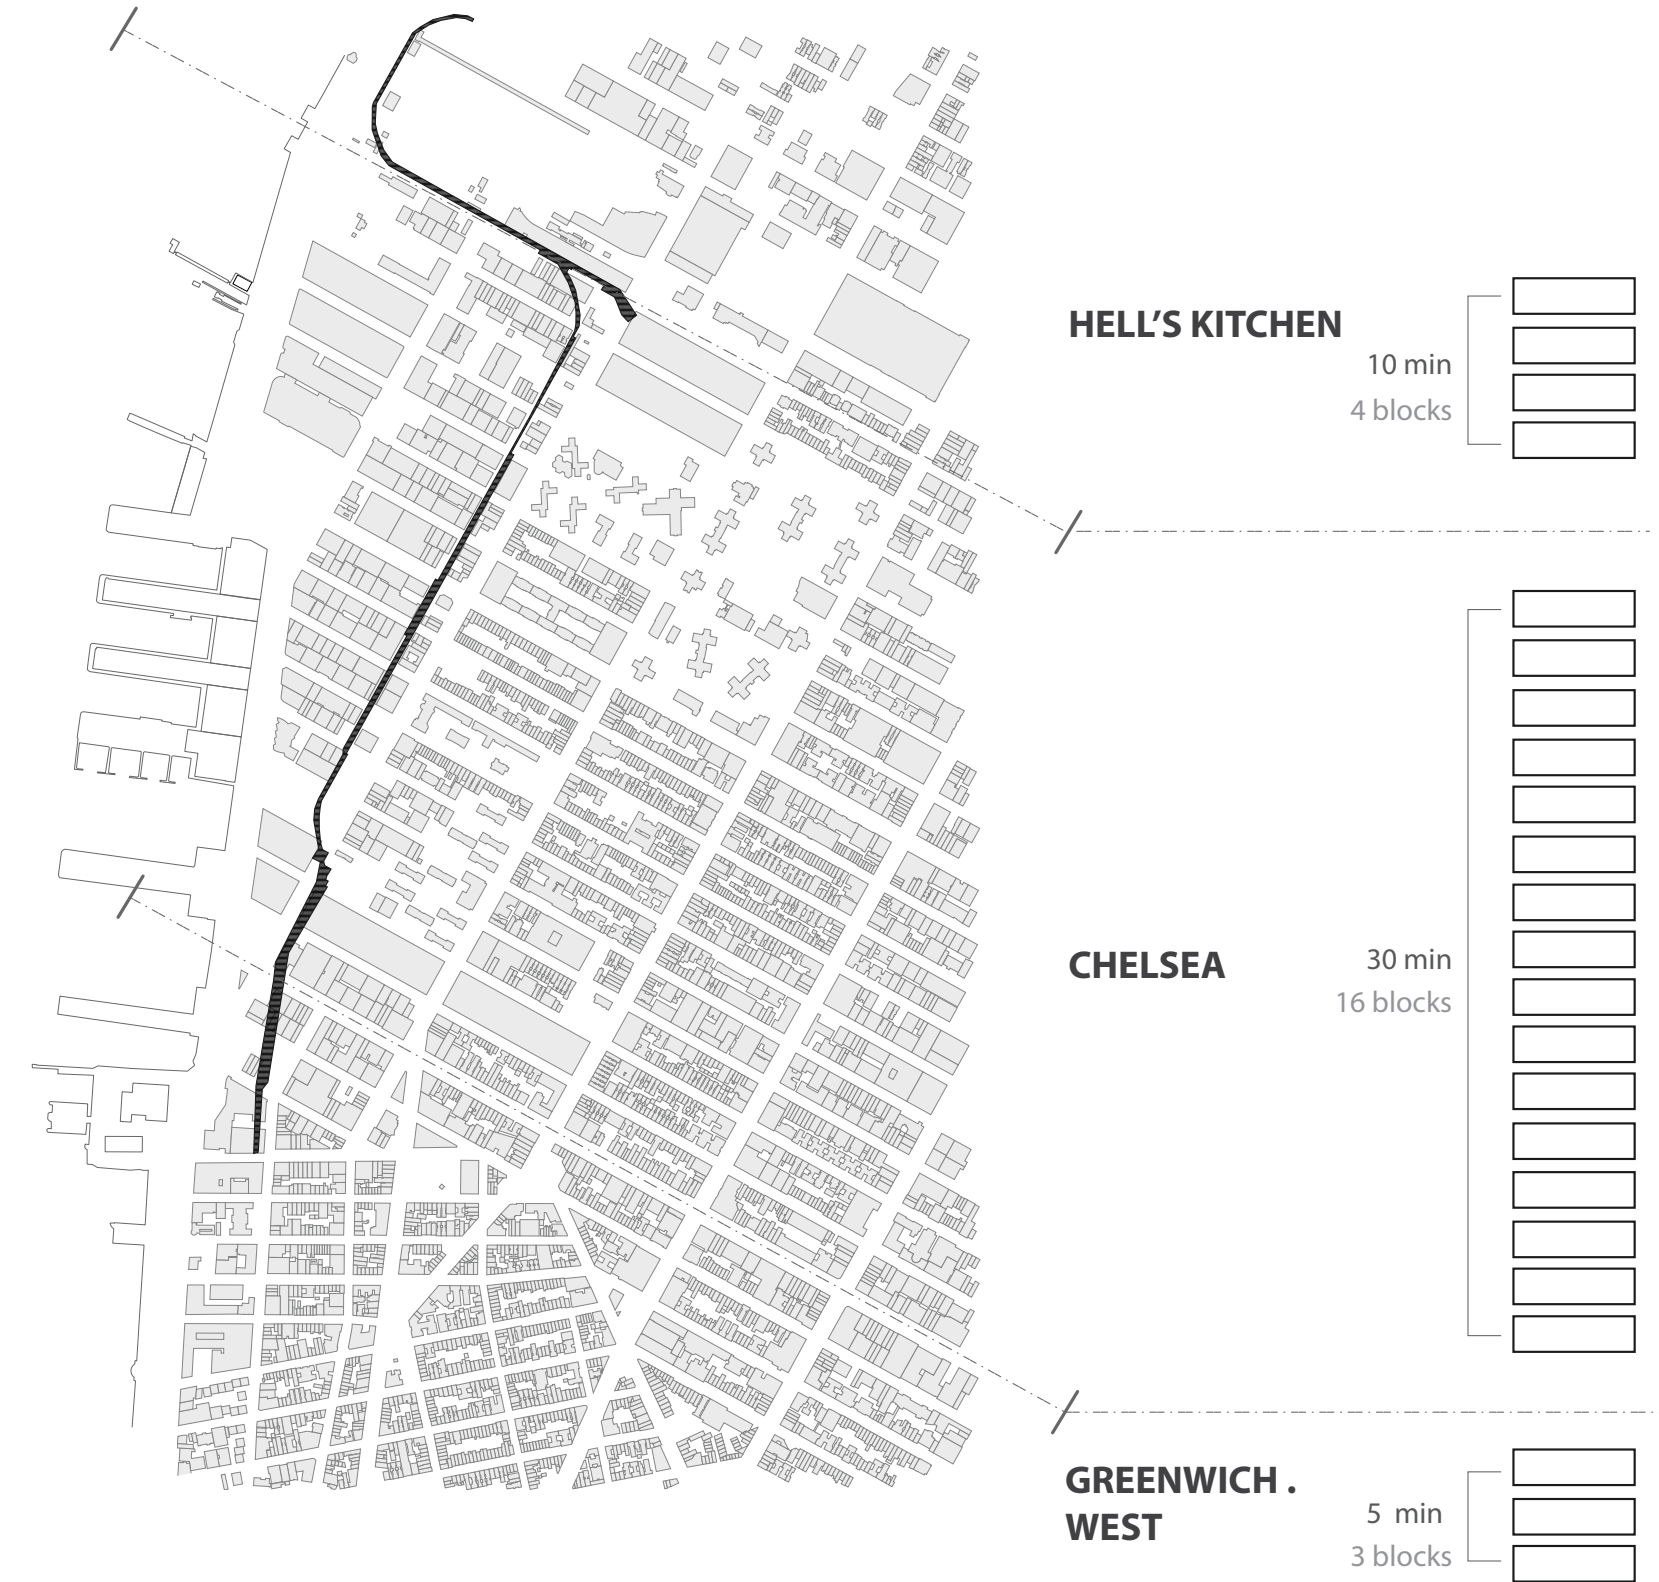 HELL’S KITCHEN
10 min
4 blocks
CHELSEA
30 min
16 blocks
GREENWICH .
WEST
5 min
3 blocks